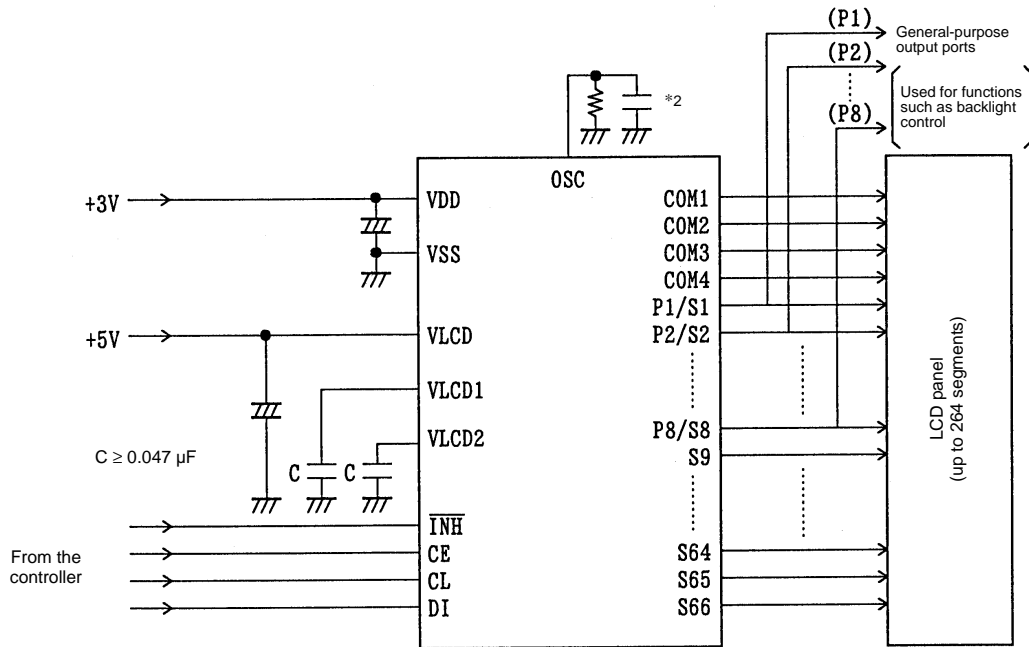 (P1)
General-purpose
output ports
(P2)
Used for functions
such as backlight
control
(P8)
*2
OSC
+3V
VDD
VSS
+5V
VLCD
VLCD1
VLCD2
C ≥ 0.047 µF
C
C
INH
From the
controller
CE
CL
DI
COM1
COM2
COM3
COM4
P1/S1
P2/S2
P8/S8
S9
S64
S65
S66
LCD panel
(up to 264 segments)